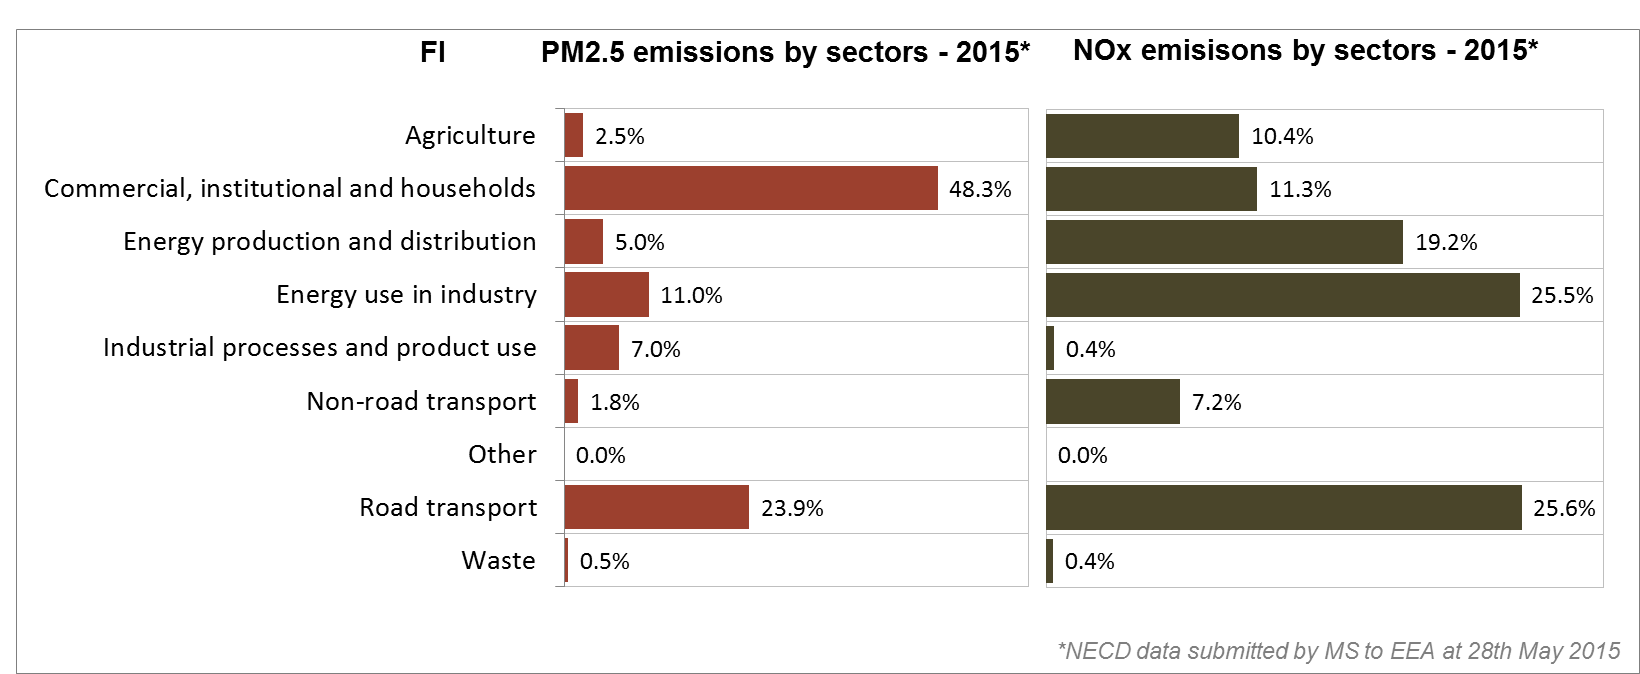 FI PM2.5 emissions by sectors - 2015* NOx emisisons by sectors - 2015*
Agriculture 2.5% 10.4%
Commercial, institutional and households 48.3% 11.3%
Energy production and distribution 5.0% 19.2%
Energy use in industry 11.0% 25.5%
Industrial processes and product use 7.0% 0.4%
Non-road transport 1.8% 7.2%
Other 0.0% 0.0%
Road transport 23.9% 25.6%
Waste 0.5% 0.4%
*NECD data submitted by MS to EEA at 28th May 2015